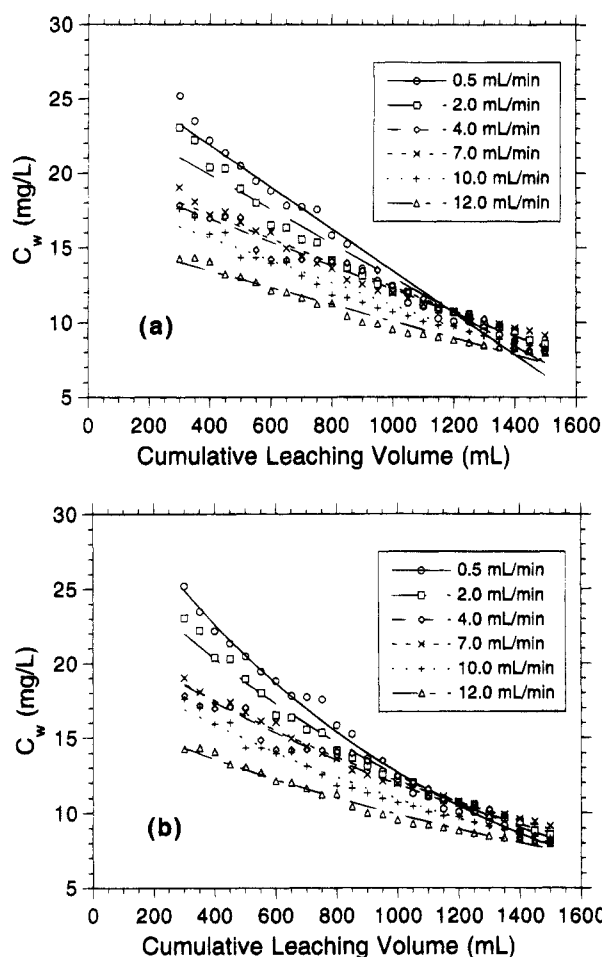 30
25
20
15
10
5
C_w (mg/L)
0.5 mL/min
2.0 mL/min
4.0 mL/min
7.0 mL/min
10.0 mL/min
12.0 mL/min
(a)
0 200 400 600 800 1000 1200 1400 1600
Cumulative Leaching Volume (mL)
30
25
20
15
10
5
C_w (mg/L)
0.5 mL/min
2.0 mL/min
4.0 mL/min
7.0 mL/min
10.0 mL/min
12.0 mL/min
(b)
0 200 400 600 800 1000 1200 1400 1600
Cumulative Leaching Volume (mL)